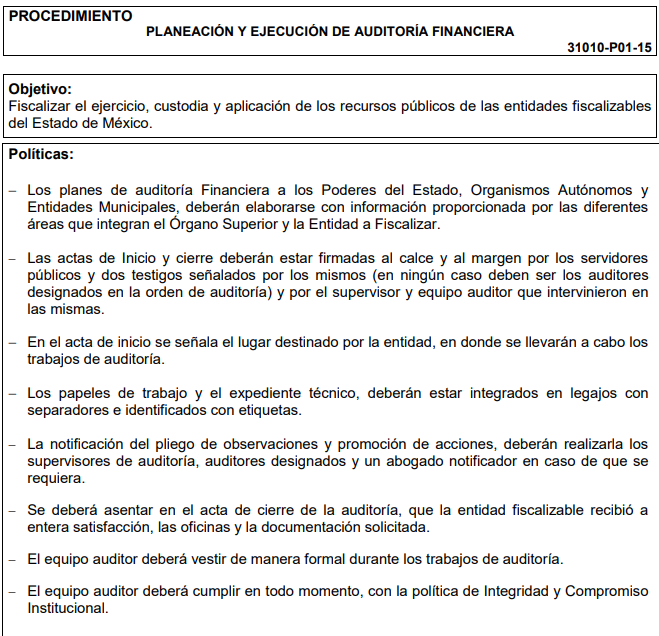 PROCEDIMIENTO
PLANEACIÓN Y EJECUCIÓN DE AUDITORÍA FINANCIERA
31010-P01-15
Objetivo:
Fiscalizar el ejercicio, custodia y aplicación de los recursos públicos de las entidades fiscalizables
del Estado de México.
Políticas:
– Los planes de auditoría Financiera a los Poderes del Estado, Organismos Autónomos y
Entidades Municipales, deberán elaborarse con información proporcionada por las diferentes
áreas que integran el Órgano Superior y la Entidad a Fiscalizar.
– Las actas de Inicio y cierre deberán estar firmadas al calce y al margen por los servidores
públicos y dos testigos señalados por los mismos (en ningún caso deben ser los auditores
designados en la orden de auditoría) y por el supervisor y equipo auditor que intervinieron en
las mismas.
– En el acta de inicio se señala el lugar destinado por la entidad, en donde se llevarán a cabo los
trabajos de auditoría.
– Los papeles de trabajo y el expediente técnico, deberán estar integrados en legajos con
separadores e identificados con etiquetas.
– La notificación del pliego de observaciones y promoción de acciones, deberán realizarla los
supervisores de auditoría, auditores designados y un abogado notificador en caso de que se
requiera.
– Se deberá asentar en el acta de cierre de la auditoría, que la entidad fiscalizable recibió a
entera satisfacción, las oficinas y la documentación solicitada.
– El equipo auditor deberá vestir de manera formal durante los trabajos de auditoría.
– El equipo auditor deberá cumplir en todo momento, con la política de Integridad y Compromiso
Institucional.